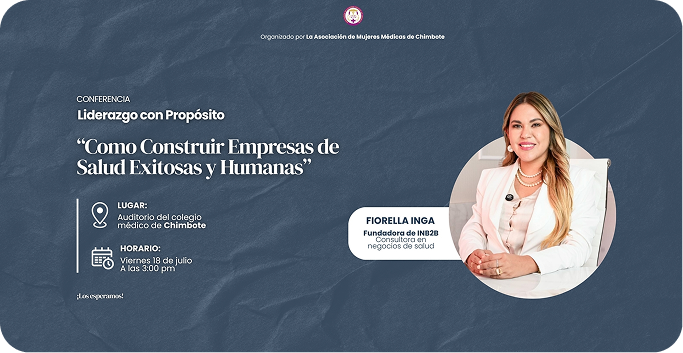 Organizado por La Asociación de Mujeres Médicas de Chimbote
CONFERENCIA
Liderazgo con Propósito
“Como Construir Empresas de
Salud Exitosas y Humanas”
LUGAR:
Auditorio del colegio
médico de Chimbote
HORARIO:
Viernes 18 de julio
A las 3:00 pm
¡Los esperamos!
FIORELLA INGA
Fundadora de INB2B
Consultora en
negocios de salud